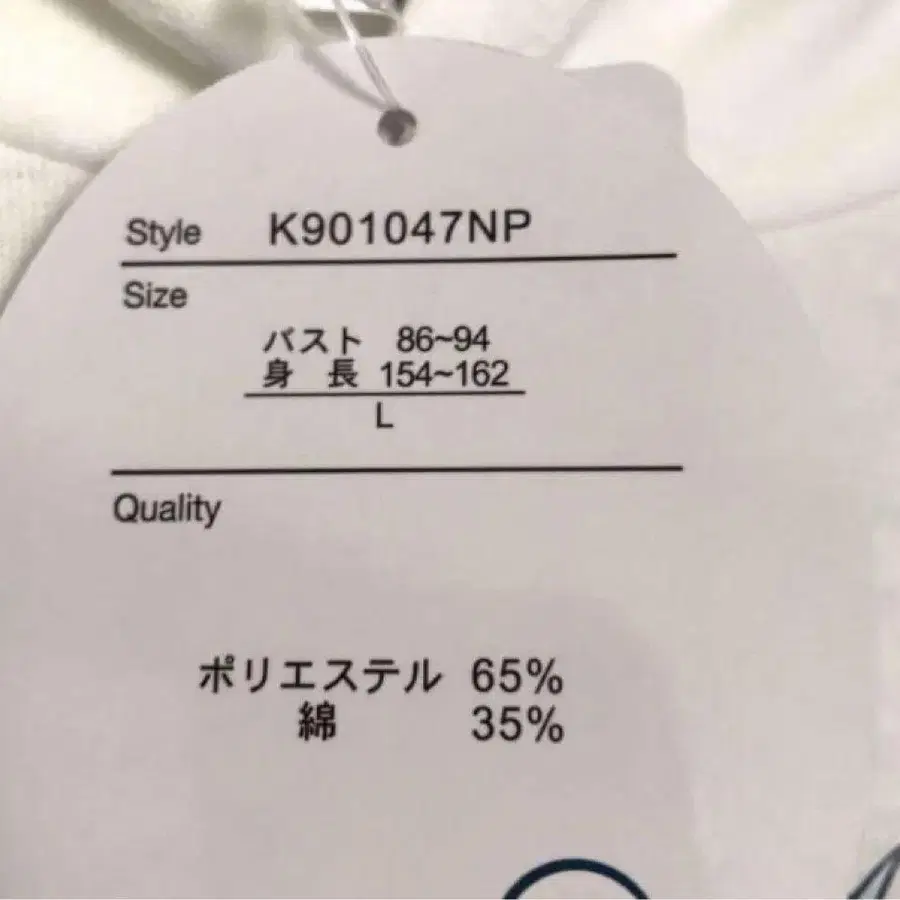 Style K901047NP
Size
バスト 86~94
身 長 154~162
L
Quality
ポリエステル 65%
綿 35%